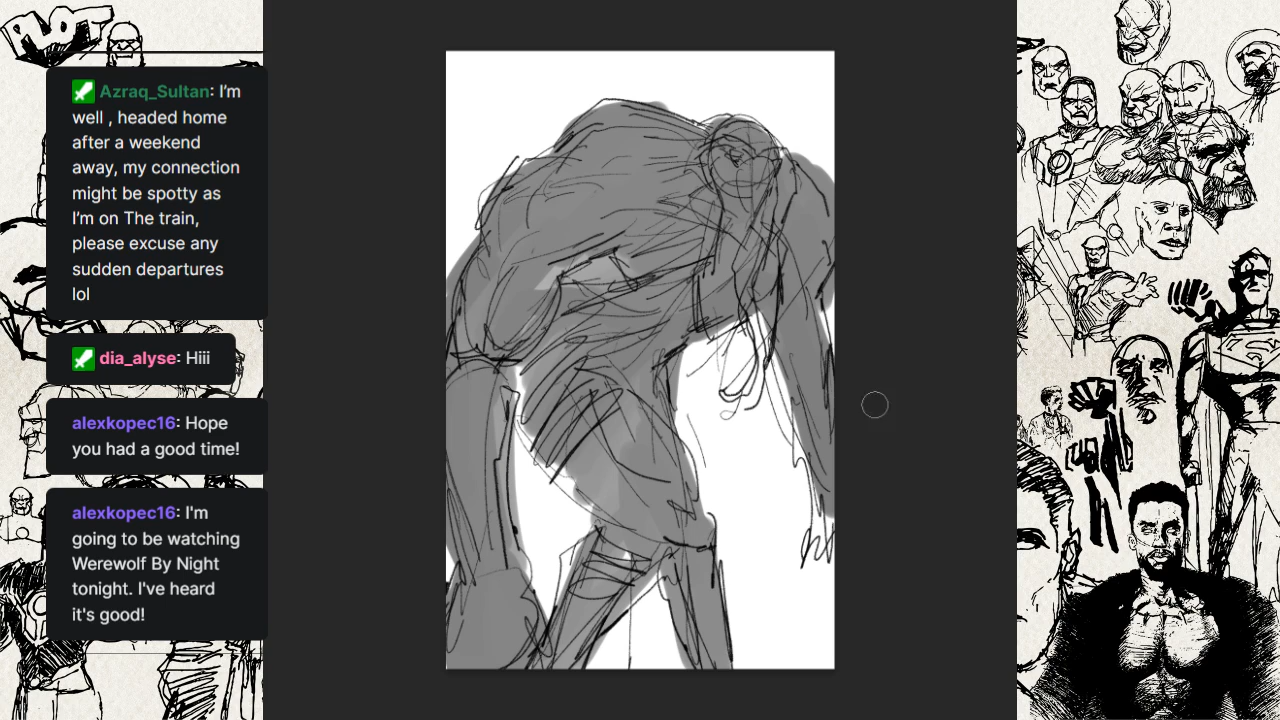 PLOT
Azraq_Sultan: I'm
well , headed home
after a weekend
away, my connection
might be spotty as
I'm on The train,
please excuse any
sudden departures
lol
dia_alyse: Hiii
alexkopec16: Hope
you had a good time!
alexkopec16: I'm
going to be watching
Werewolf By Night
tonight. I've heard
it's good!